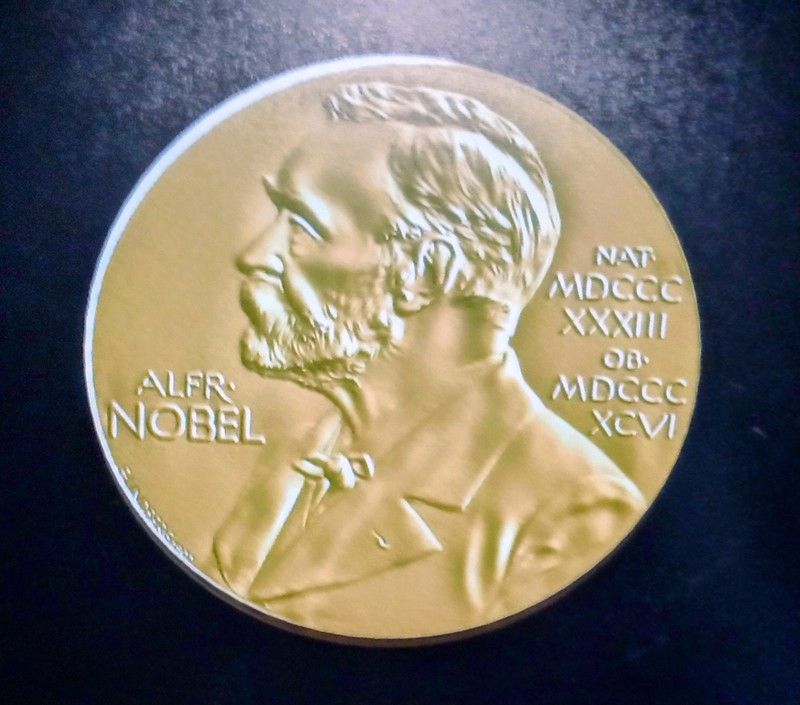 ALFR·
NOBEL
NAT·
MDCCC
XXXIII
OB·
MDCCC
XCVI